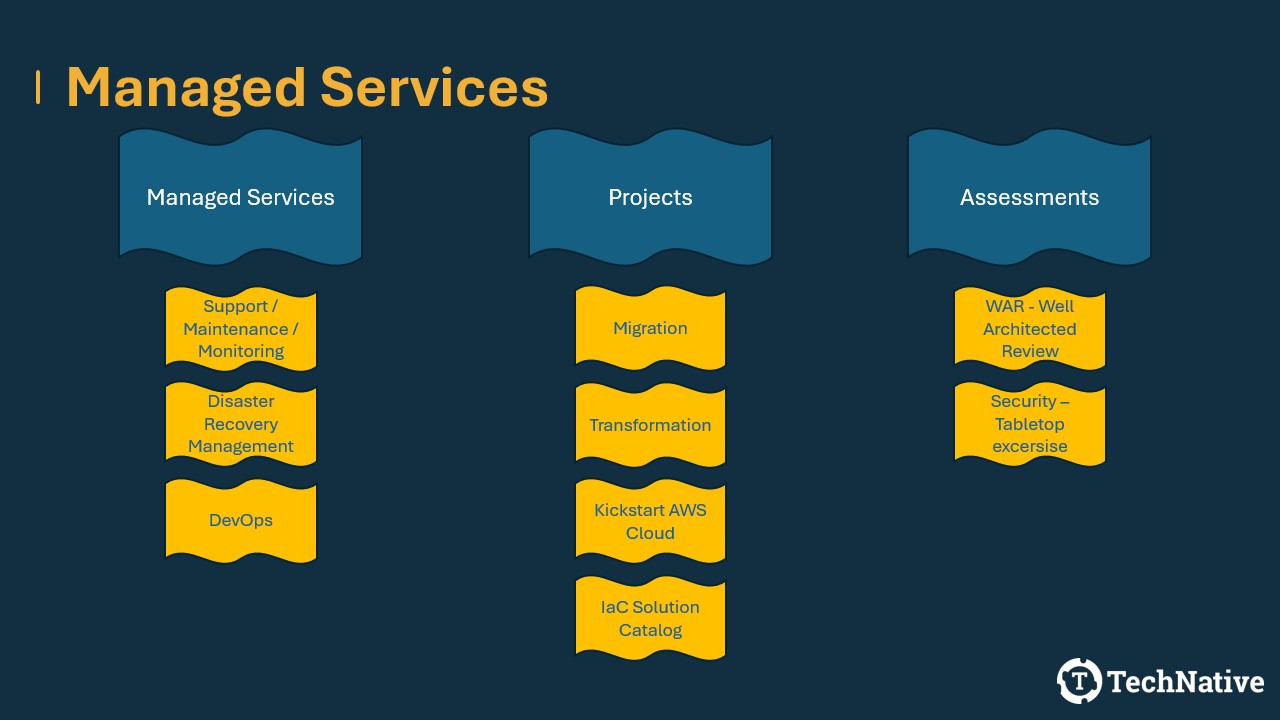 Managed Services
Managed Services
Support /
Maintenance /
Monitoring
Disaster
Recovery
Management
DevOps
Projects
Migration
Transformation
Kickstart AWS
Cloud
IaC Solution
Catalog
Assessments
WAR - Well
Architected
Review
Security –
Tabletop
excersise
T TechNative